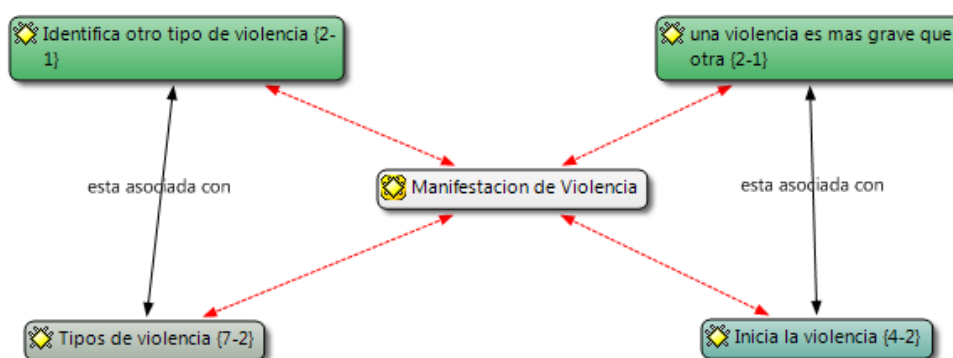 Identifica otro tipo de violencia {2-
1}
una violencia es mas grave que
otra {2-1}
esta asociada con
Manifestacion de Violencia
esta asociada con
Tipos de violencia {7-2}
Inicia la violencia {4-2}